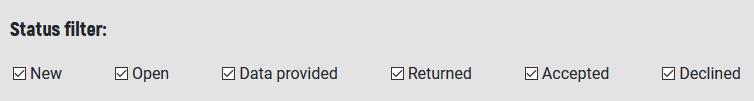 Status filter:
New Open Data provided Returned Accepted Declined